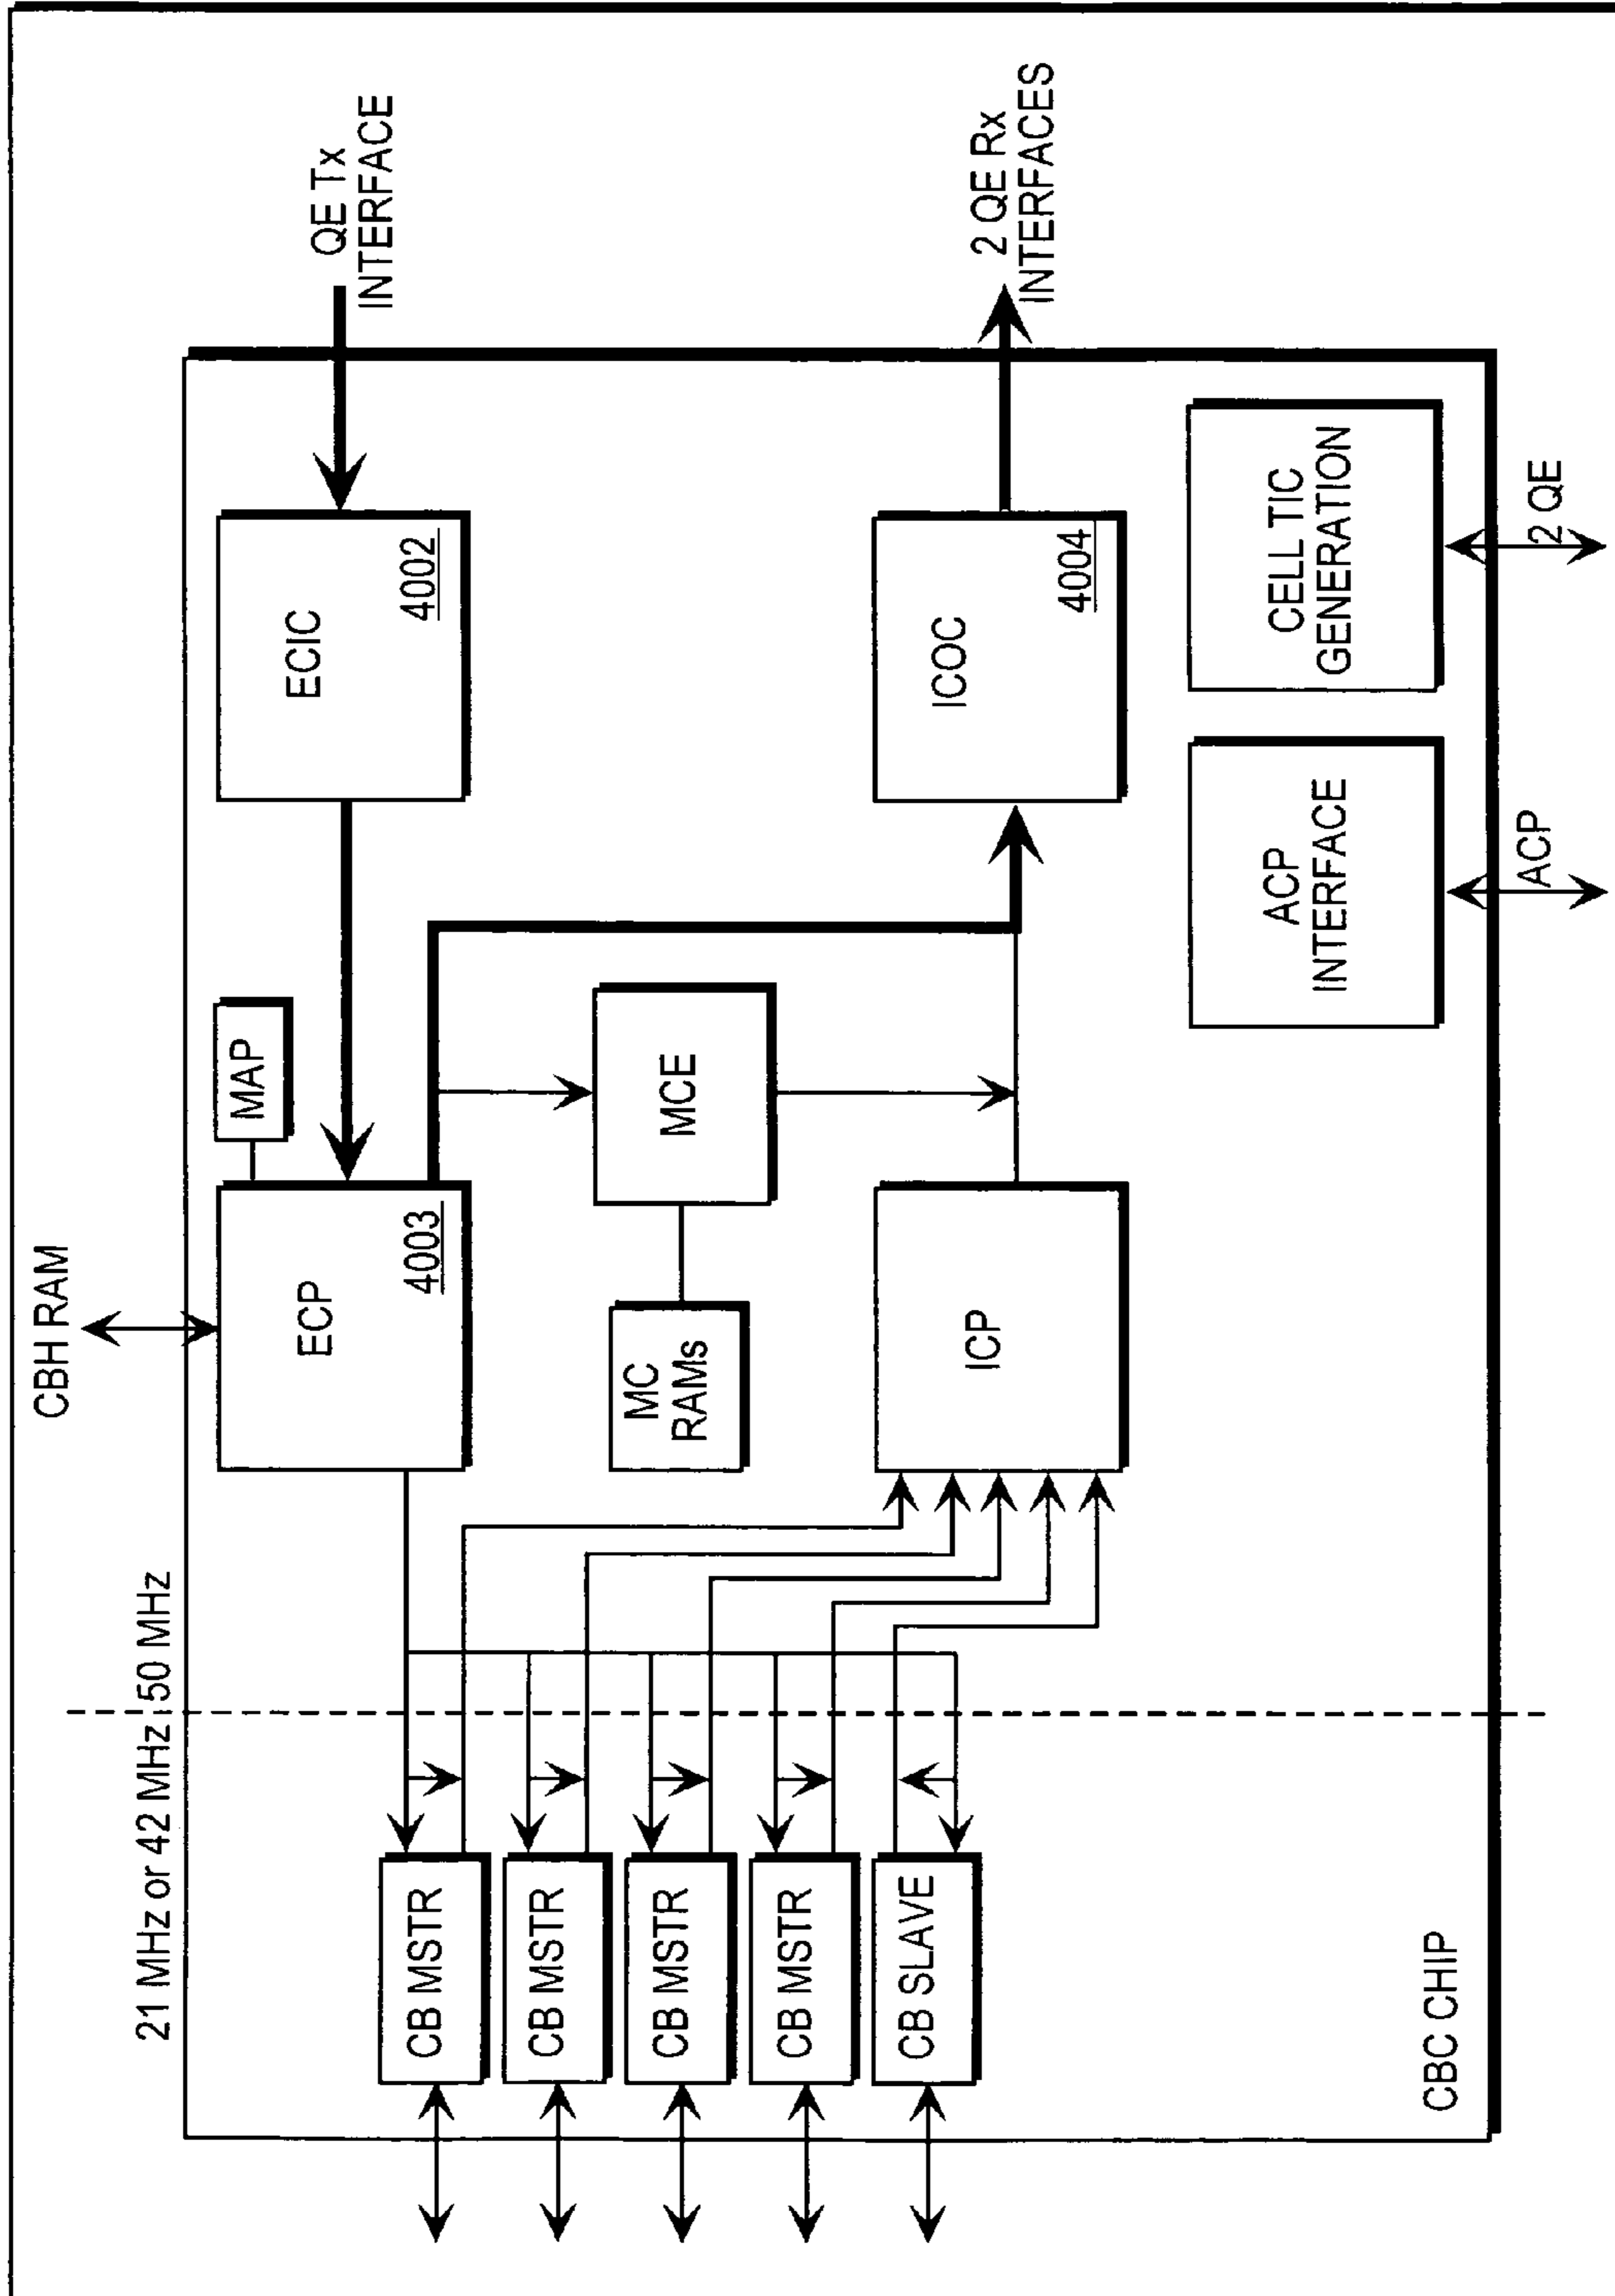 21 MHz or 42 MHz
50 MHz
CBH RAM
QE Tx
INTERFACE
CB MSTR
CB MSTR
CB MSTR
CB MSTR
CB SLAVE
ECP
4003
MAP
ECIC
4002
MC
RAMs
MCE
ICP
ICOC
4004
2 QE Rx
INTERFACES
ACP
INTERFACE
CELL TIC
GENERATION
CBC CHIP
ACP
2 QE